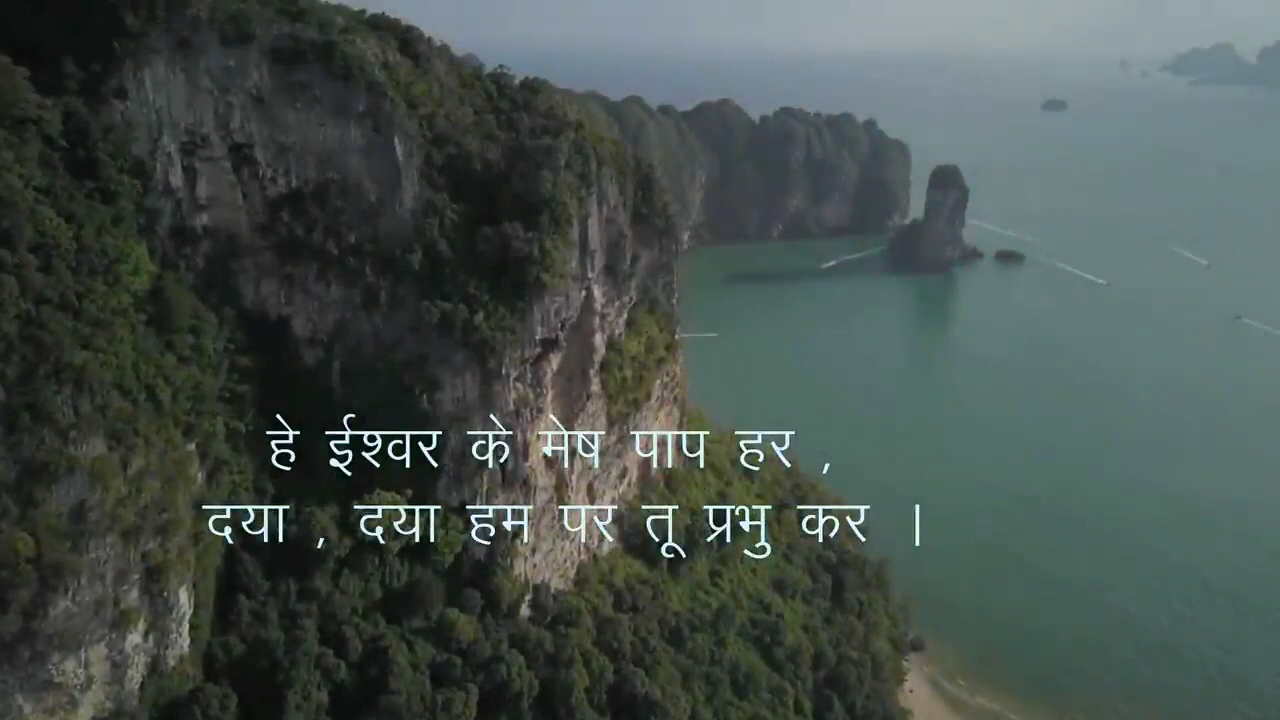 हे ईश्वर के मेष पाप हर ,
दया , दया हम पर तू प्रभु कर ।